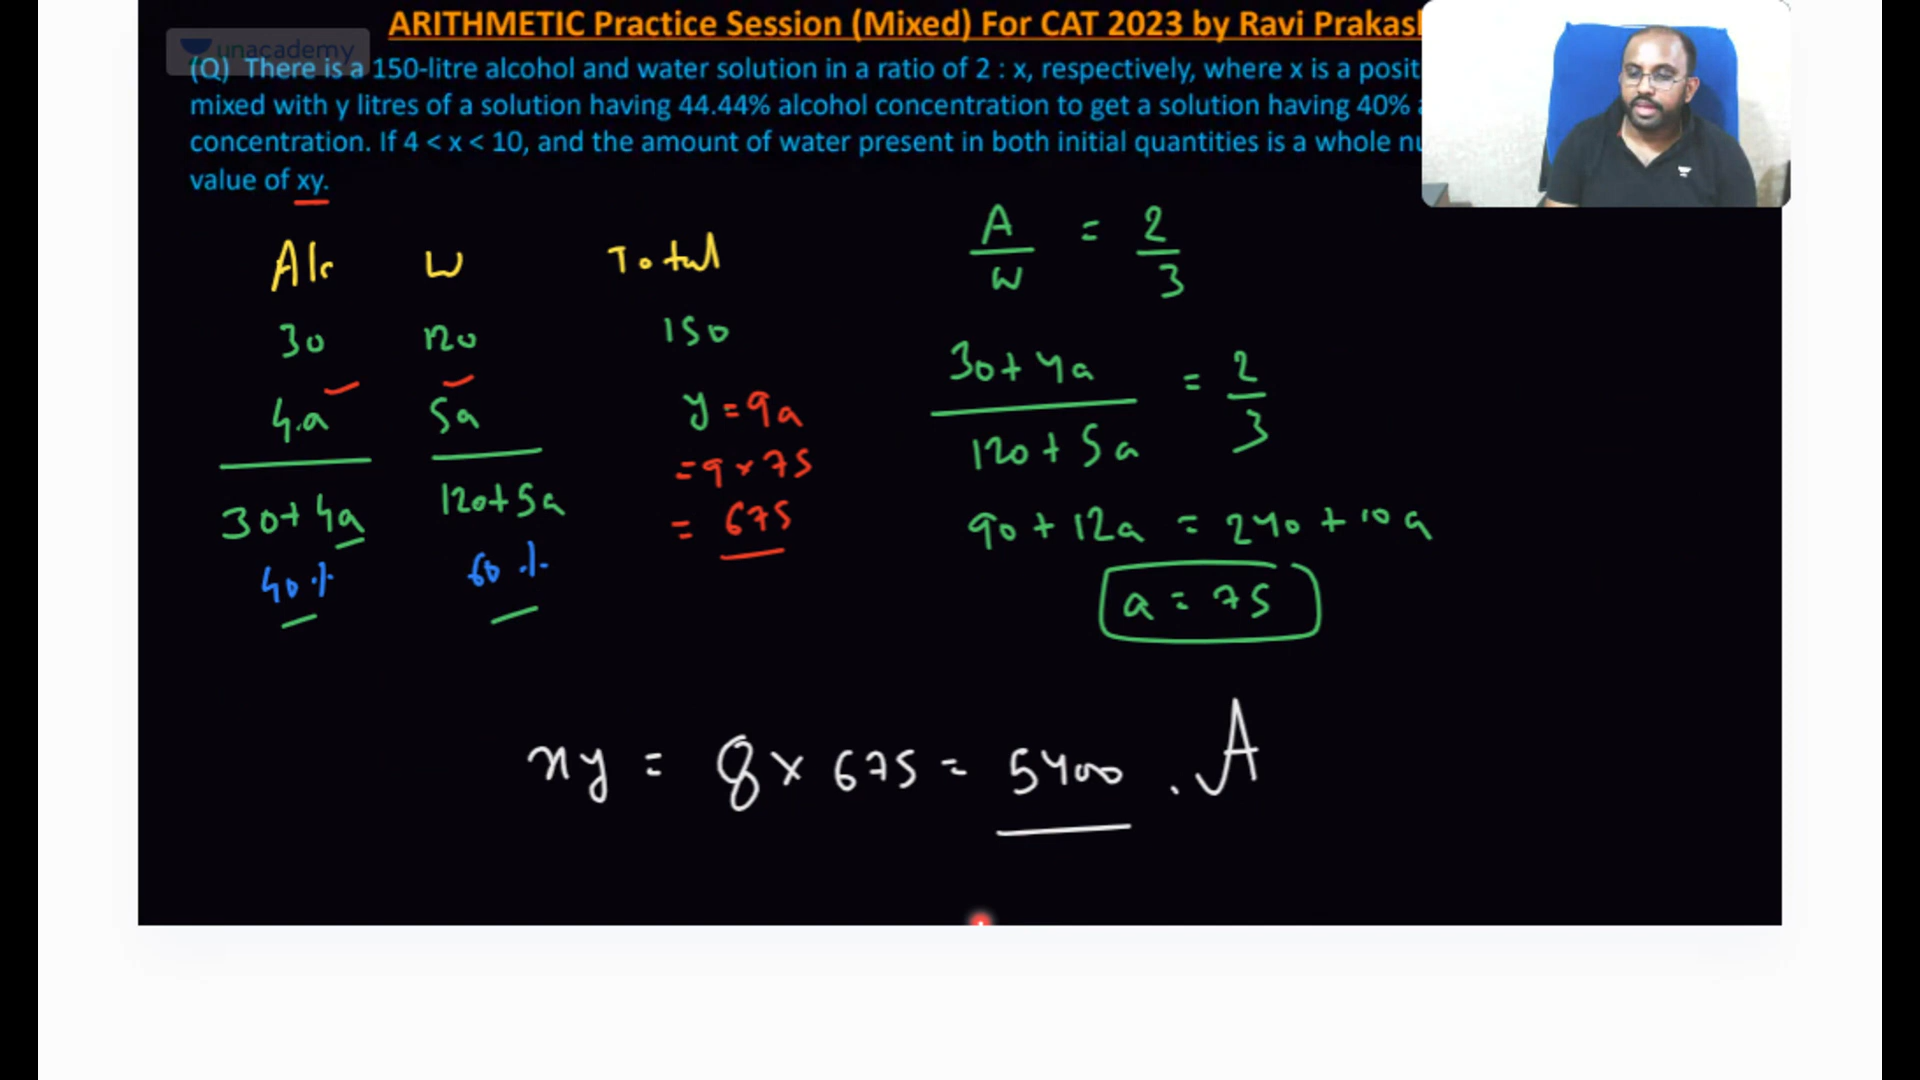 ARITHMETIC Practice Session (Mixed) For CAT 2023 by Ravi
unacademy
(Q) There is a 150-litre alcohol and water solution in a ratio of 2 : x, respectively, where x is a
mixed with y litres of a solution having 44.44% alcohol concentration to get a solution having 40%
concentration. If 4 < x < 10, and the amount of water present in both initial quantities is a whole
value of xy.
Alc W Total
30 120 150
4a 5a y = 9a
= 9 × 75
30+4a 120+5a = 675
40% 60%
A/W = 2/3
30+4a / 120+5a = 2/3
90+12a = 240+10a
a = 75
xy = 8 × 675 = 5400 . A